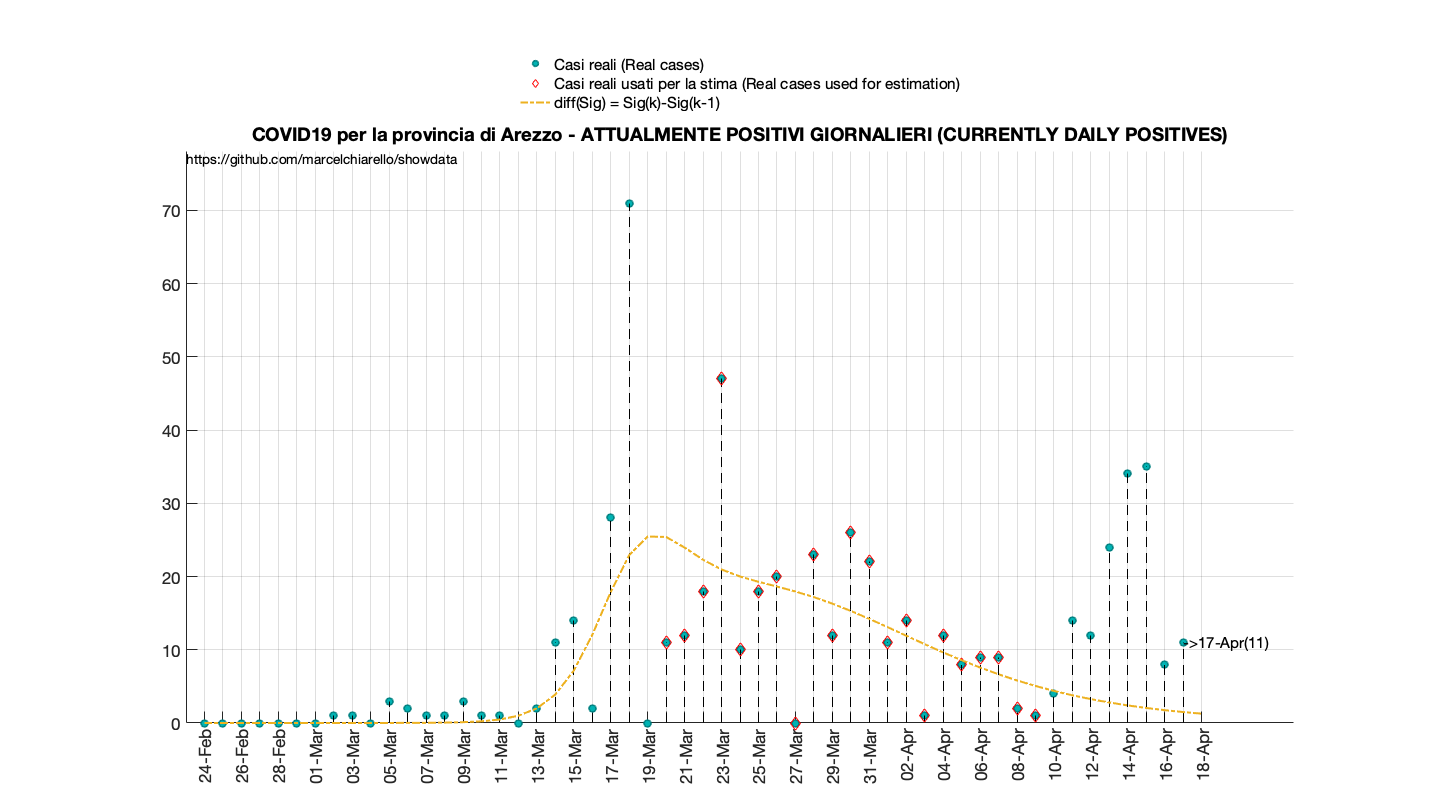 Casi reali (Real cases)
Casi reali usati per la stima (Real cases used for estimation)
diff(Sig) = Sig(k)-Sig(k-1)
COVID19 per la provincia di Arezzo - ATTUALMENTE POSITIVI GIORNALIERI (CURRENTLY DAILY POSITIVES)
https://github.com/marcelchiarello/showdata
70
60
50
40
30
20
10
0
->17-Apr(11)
24-Feb
26-Feb
28-Feb
01-Mar
03-Mar
05-Mar
07-Mar
09-Mar
11-Mar
13-Mar
15-Mar
17-Mar
19-Mar
21-Mar
23-Mar
25-Mar
27-Mar
29-Mar
31-Mar
02-Apr
04-Apr
06-Apr
08-Apr
10-Apr
12-Apr
14-Apr
16-Apr
18-Apr